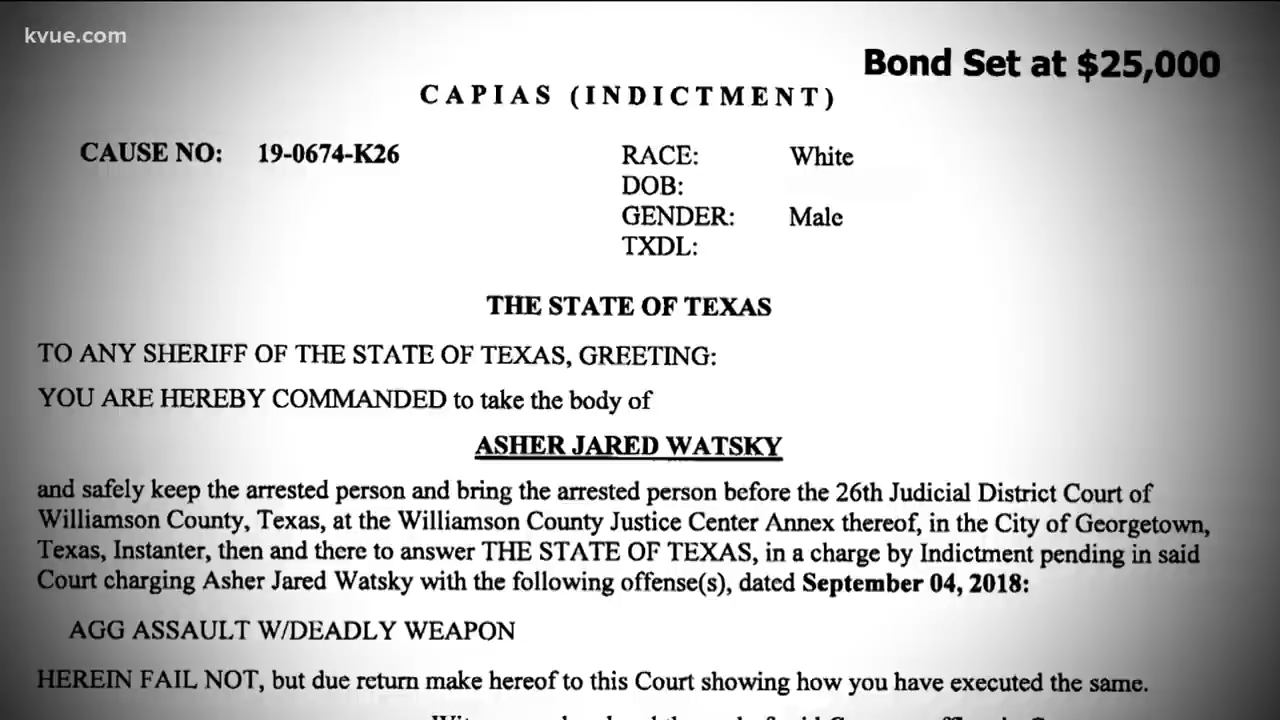 kvue.com
Bond Set at $25,000
CAPIAS (INDICTMENT)
CAUSE NO: 19-0674-K26
RACE: White
DOB:
GENDER: Male
TXDL:
THE STATE OF TEXAS
TO ANY SHERIFF OF THE STATE OF TEXAS, GREETING:
YOU ARE HEREBY COMMANDED to take the body of
ASHER JARED WATSKY
and safely keep the arrested person and bring the arrested person before the 26th Judicial District Court of
Williamson County, Texas, at the Williamson County Justice Center Annex thereof, in the City of Georgetown,
Texas, Instanter, then and there to answer THE STATE OF TEXAS, in a charge by Indictment pending in said
Court charging Asher Jared Watsky with the following offense(s), dated September 04, 2018:
AGG ASSAULT W/DEADLY WEAPON
HEREIN FAIL NOT, but due return make hereof to this Court showing how you have executed the same.